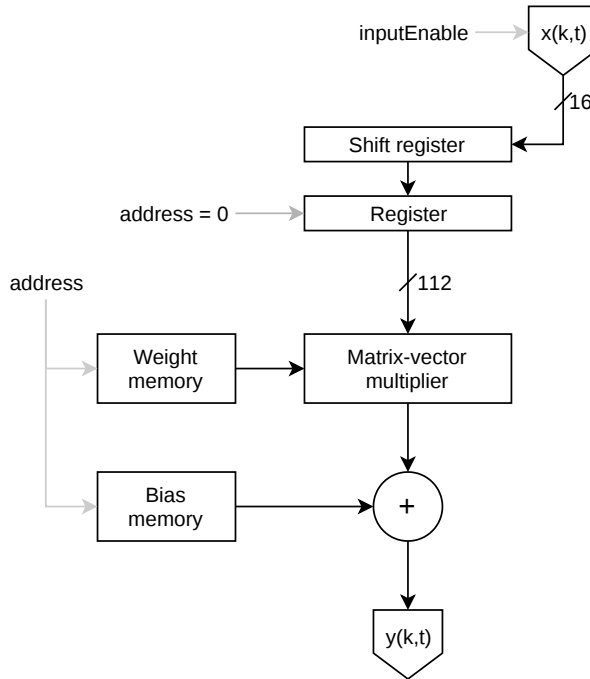 inputEnable
x(k,t)
16
Shift register
address = 0
Register
112
address
Weight
memory
Matrix-vector
multiplier
Bias
memory
+
y(k,t)